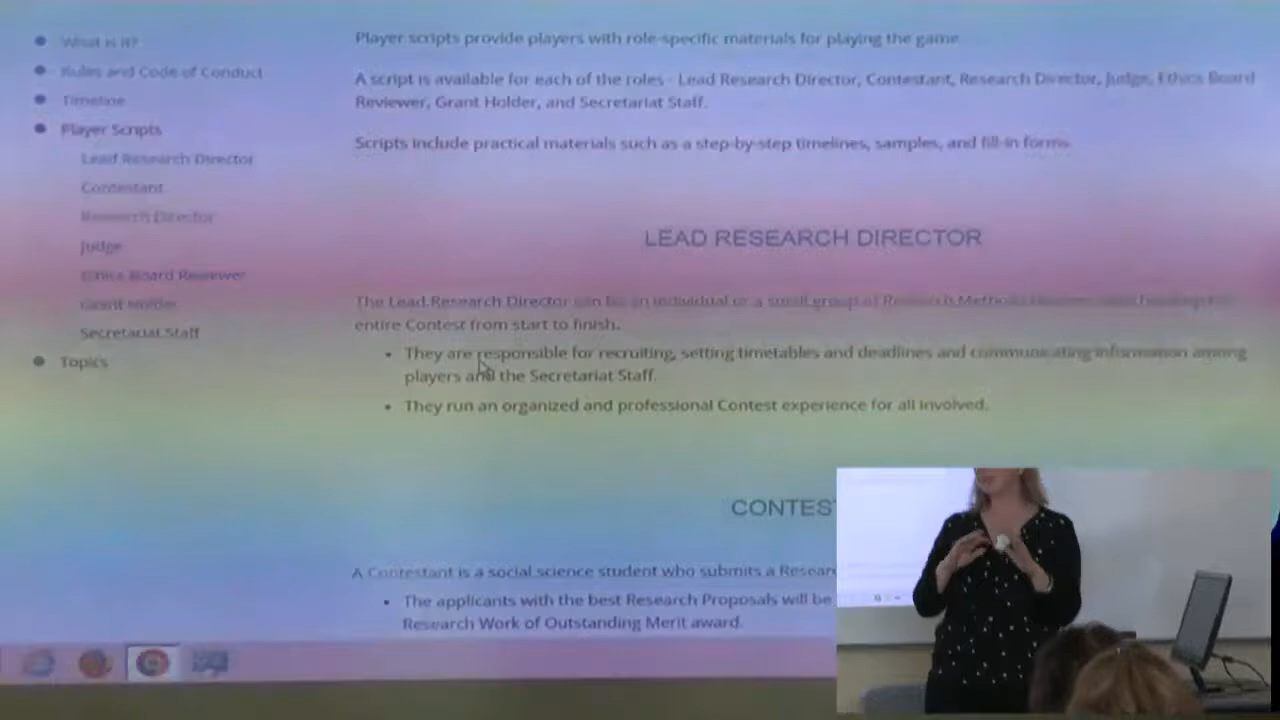 What is it?
Rules and Code of Conduct
Timeline
Player Scripts
Lead Research Director
Contestant
Research Director
Judge
Ethics Board Reviewer
Grant Holder
Secretariat Staff
Topics
Player scripts provide players with role-specific materials for playing the game.
A script is available for each of the roles - Lead Research Director, Contestant, Research Director, Judge, Ethics Board
Reviewer, Grant Holder, and Secretariat Staff.
Scripts include practical materials such as a step-by-step timelines, samples, and fill-in forms.
LEAD RESEARCH DIRECTOR
The Lead Research Director can be an individual or a small group of Research Methods
entire Contest from start to finish.
They are responsible for recruiting, setting timetables and deadlines and communicating information among
players and the Secretariat Staff.
They run an organized and professional Contest experience for all involved.
CONTEST
A Contestant is a social science student who submits a Resear
The applicants with the best Research Proposals will be
Research Work of Outstanding Merit award.